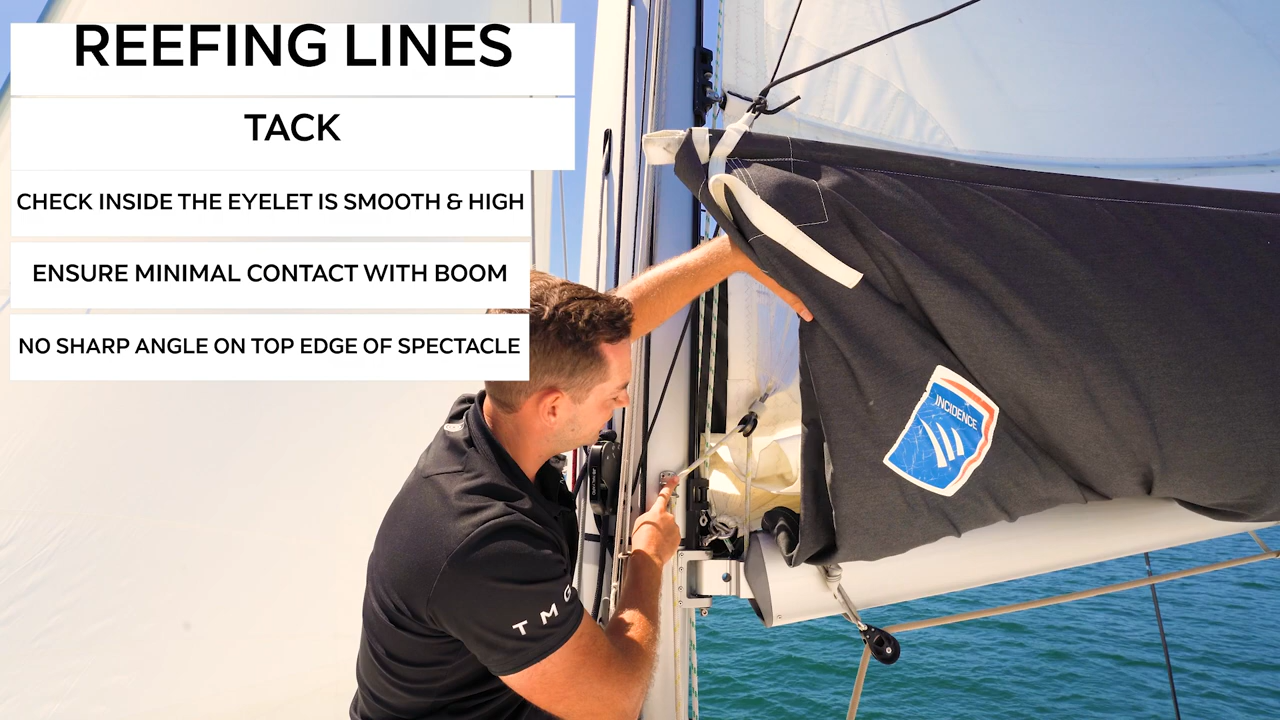 REEFING LINES
TACK
CHECK INSIDE THE EYELET IS SMOOTH & HIGH
ENSURE MINIMAL CONTACT WITH BOOM
NO SHARP ANGLE ON TOP EDGE OF SPECTACLE
INCIDENCE
TMG